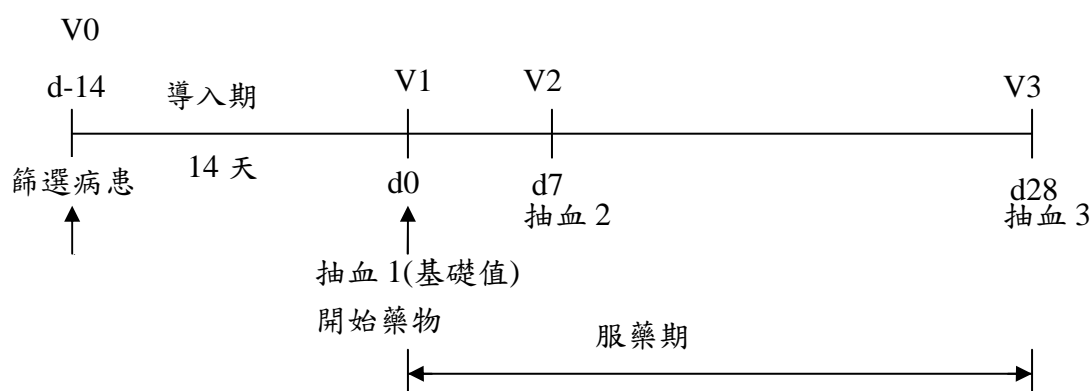 V0
d-14
導入期
V1
V2
V3
篩選病患
14 天
d0
d7
抽血 2
d28
抽血 3
抽血 1(基礎值)
開始藥物
服藥期